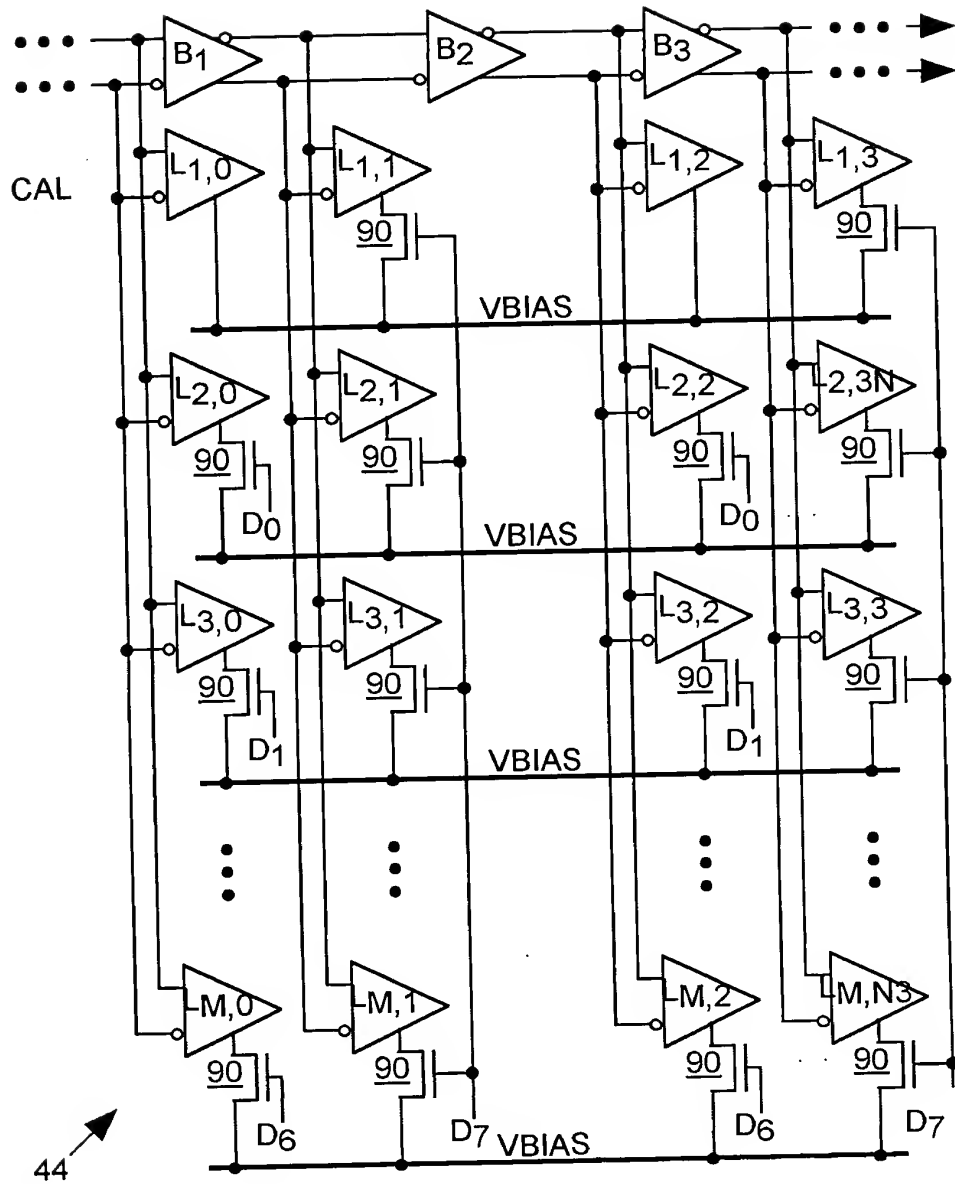 B1 B2 B3
CAL L1,0 L1,1 L1,2 L1,3
90 90
VBIAS
L2,0 L2,1 L2,2 L2,3N
90 90 90 90
D0 D0
VBIAS
L3,0 L3,1 L3,2 L3,3
90 90 90 90
D1 D1
VBIAS
LM,0 LM,1 LM,2 LM,N3
90 90 90 90
D6 D7 D6 D7
VBIAS
44